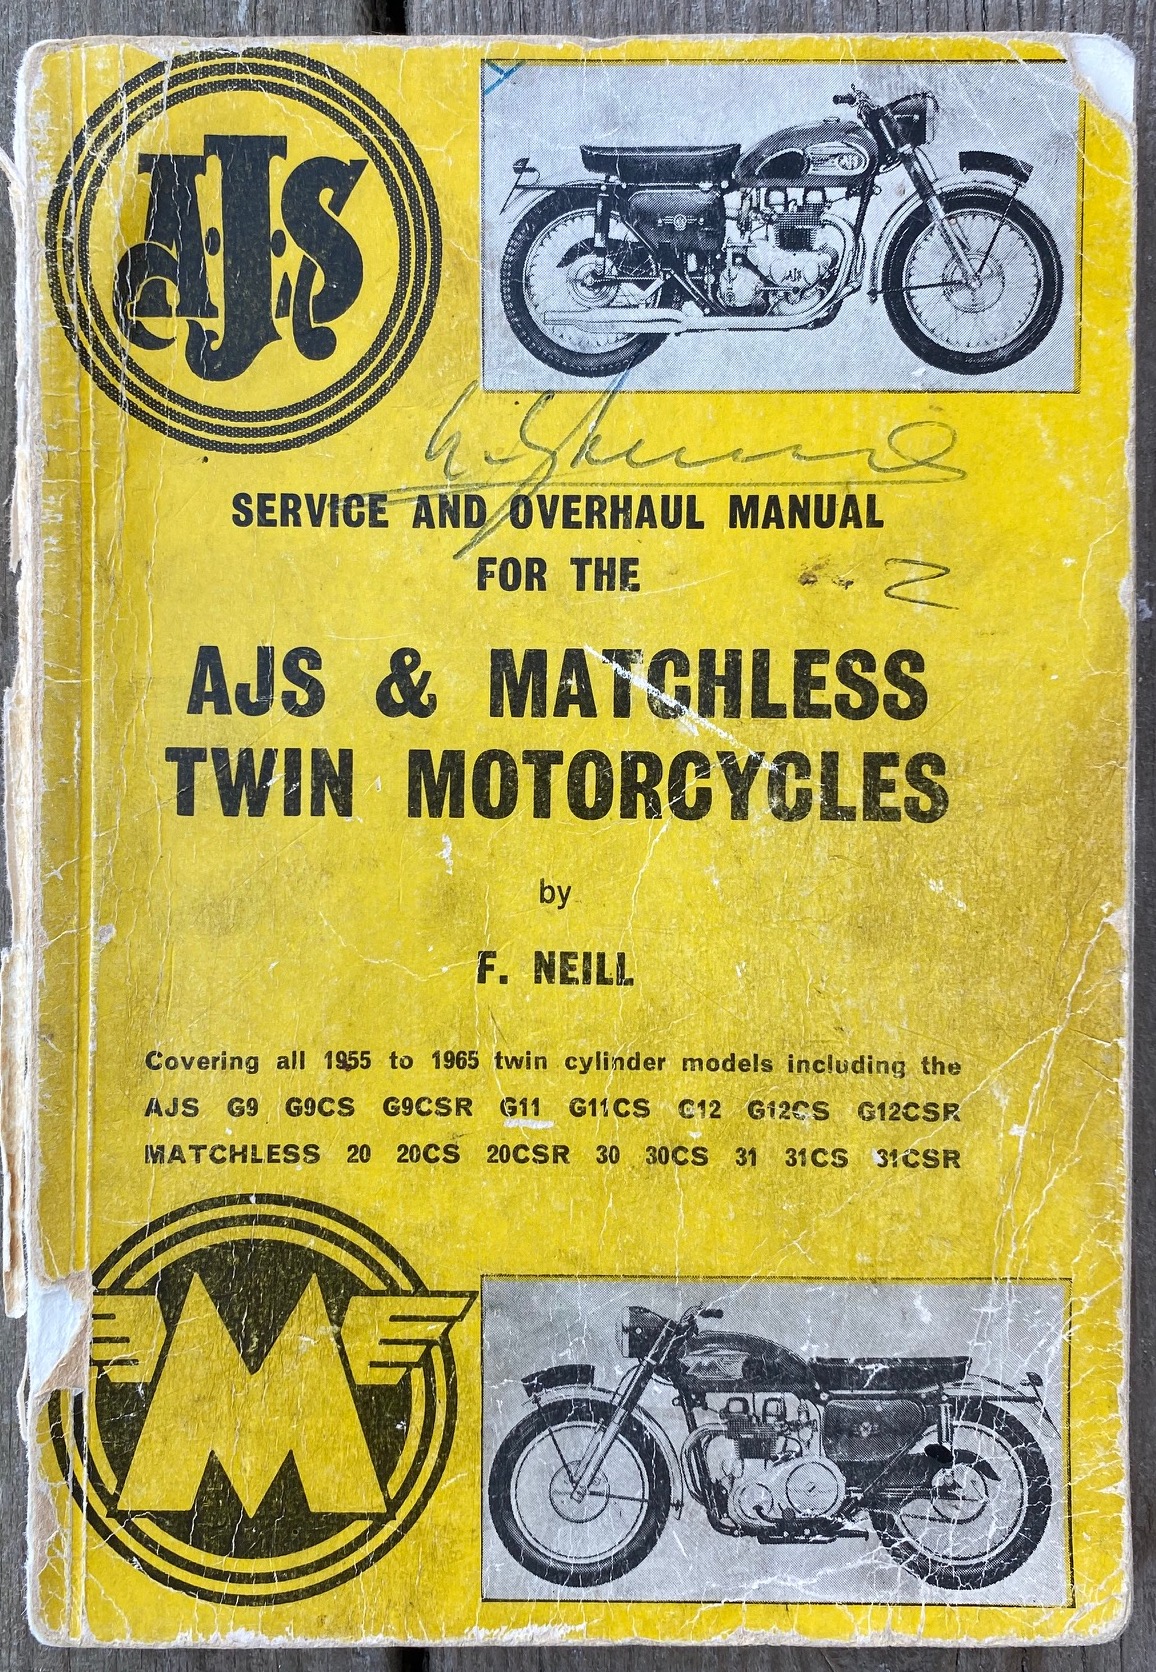 AJS
SERVICE AND OVERHAUL MANUAL
FOR THE
2
AJS & MATCHLESS
TWIN MOTORCYCLES
by
F. NEILL
Covering all 1955 to 1965 twin cylinder models including the
AJS G9 G9CS G9CSR G11 G11CS G12 G12CS G12CSR
MATCHLESS 20 20CS 20CSR 30 30CS 31 31CS 31CSR
M